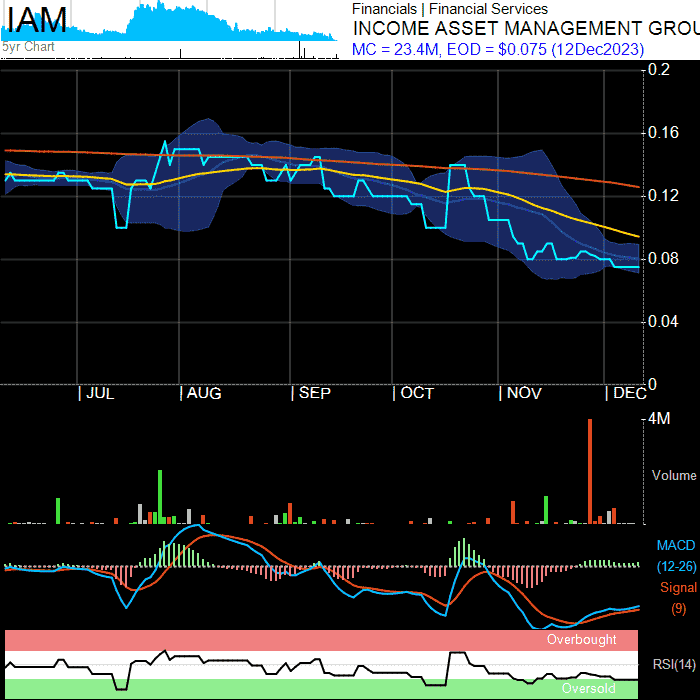 IAM
5yr Chart
Financials | Financial Services
INCOME ASSET MANAGEMENT GROU
MC = 23.4M, EOD = $0.075 (12Dec2023)
0.2
0.16
0.12
0.08
0.04
0
| JUL | AUG | SEP | OCT | NOV | DEC
4M
Volume
MACD
(12-26)
Signal
(9)
Overbought
RSI(14)
Oversold